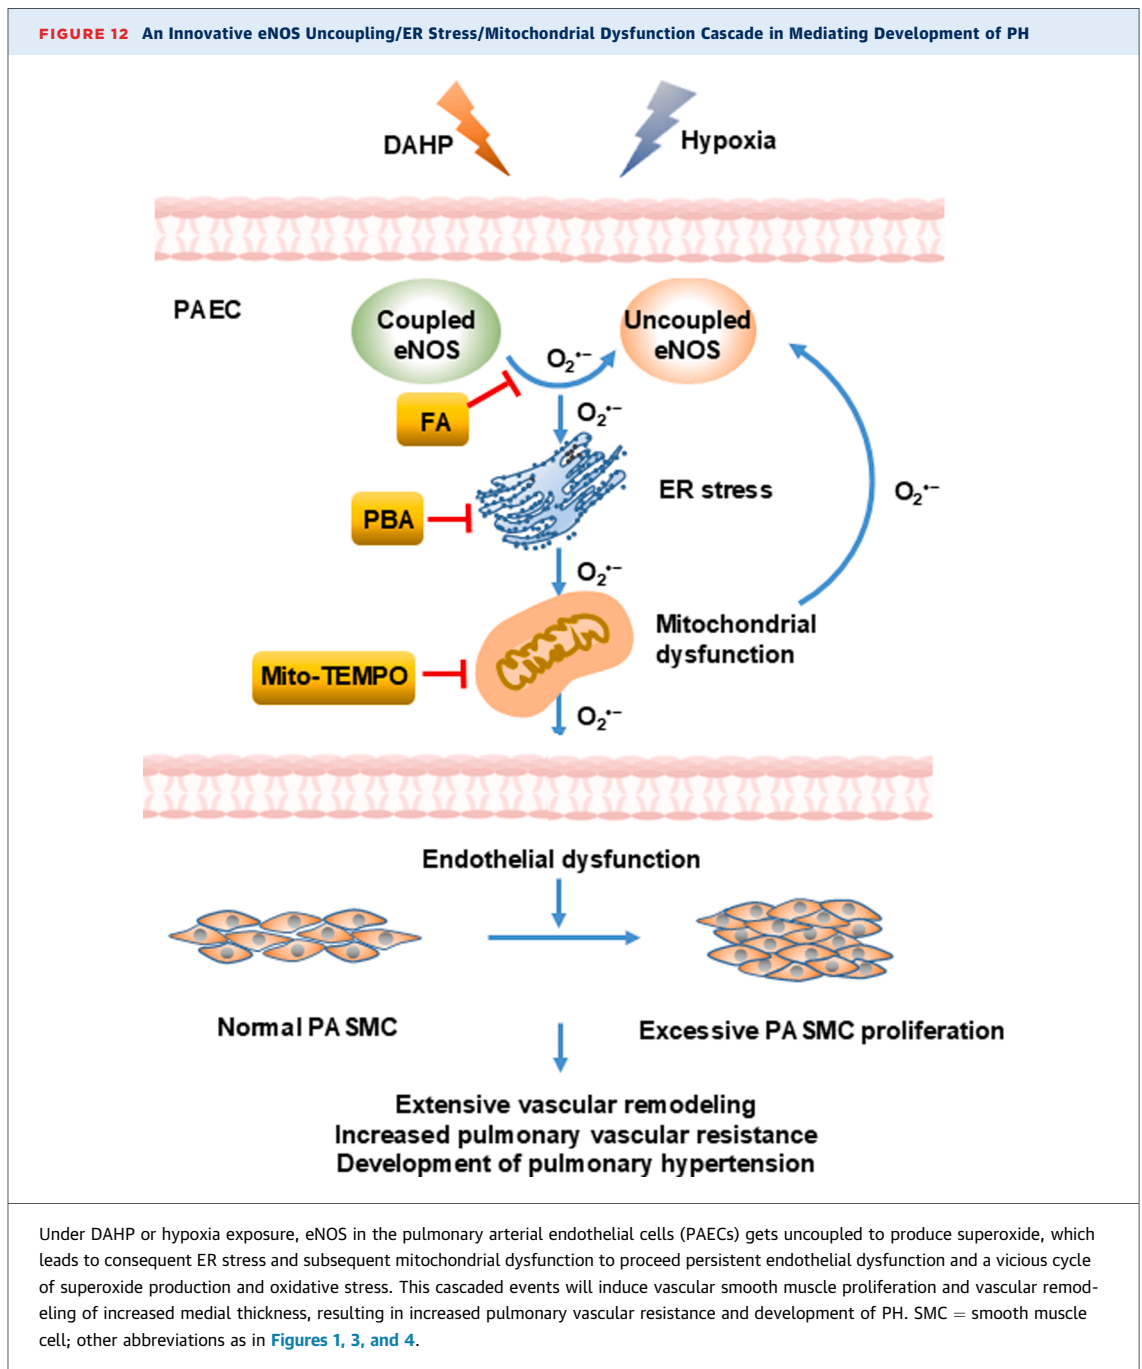 FIGURE 12 An Innovative eNOS Uncoupling/ER Stress/Mitochondrial Dysfunction Cascade in Mediating Development of PH
DAHP
Hypoxia
PAEC
Coupled
eNOS
O₂•−
Uncoupled
eNOS
FA
O₂•−
PBA
ER stress
O₂•−
O₂•−
Mitochondrial
dysfunction
Mito-TEMPO
O₂•−
Endothelial dysfunction
Normal PA SMC
Excessive PA SMC proliferation
Extensive vascular remodeling
Increased pulmonary vascular resistance
Development of pulmonary hypertension
Under DAHP or hypoxia exposure, eNOS in the pulmonary arterial endothelial cells (PAECs) gets uncoupled to produce superoxide, which
leads to consequent ER stress and subsequent mitochondrial dysfunction to proceed persistent endothelial dysfunction and a vicious cycle
of superoxide production and oxidative stress. This cascaded events will induce vascular smooth muscle proliferation and vascular remod-
eling of increased medial thickness, resulting in increased pulmonary vascular resistance and development of PH. SMC = smooth muscle
cell; other abbreviations as in Figures 1, 3, and 4.